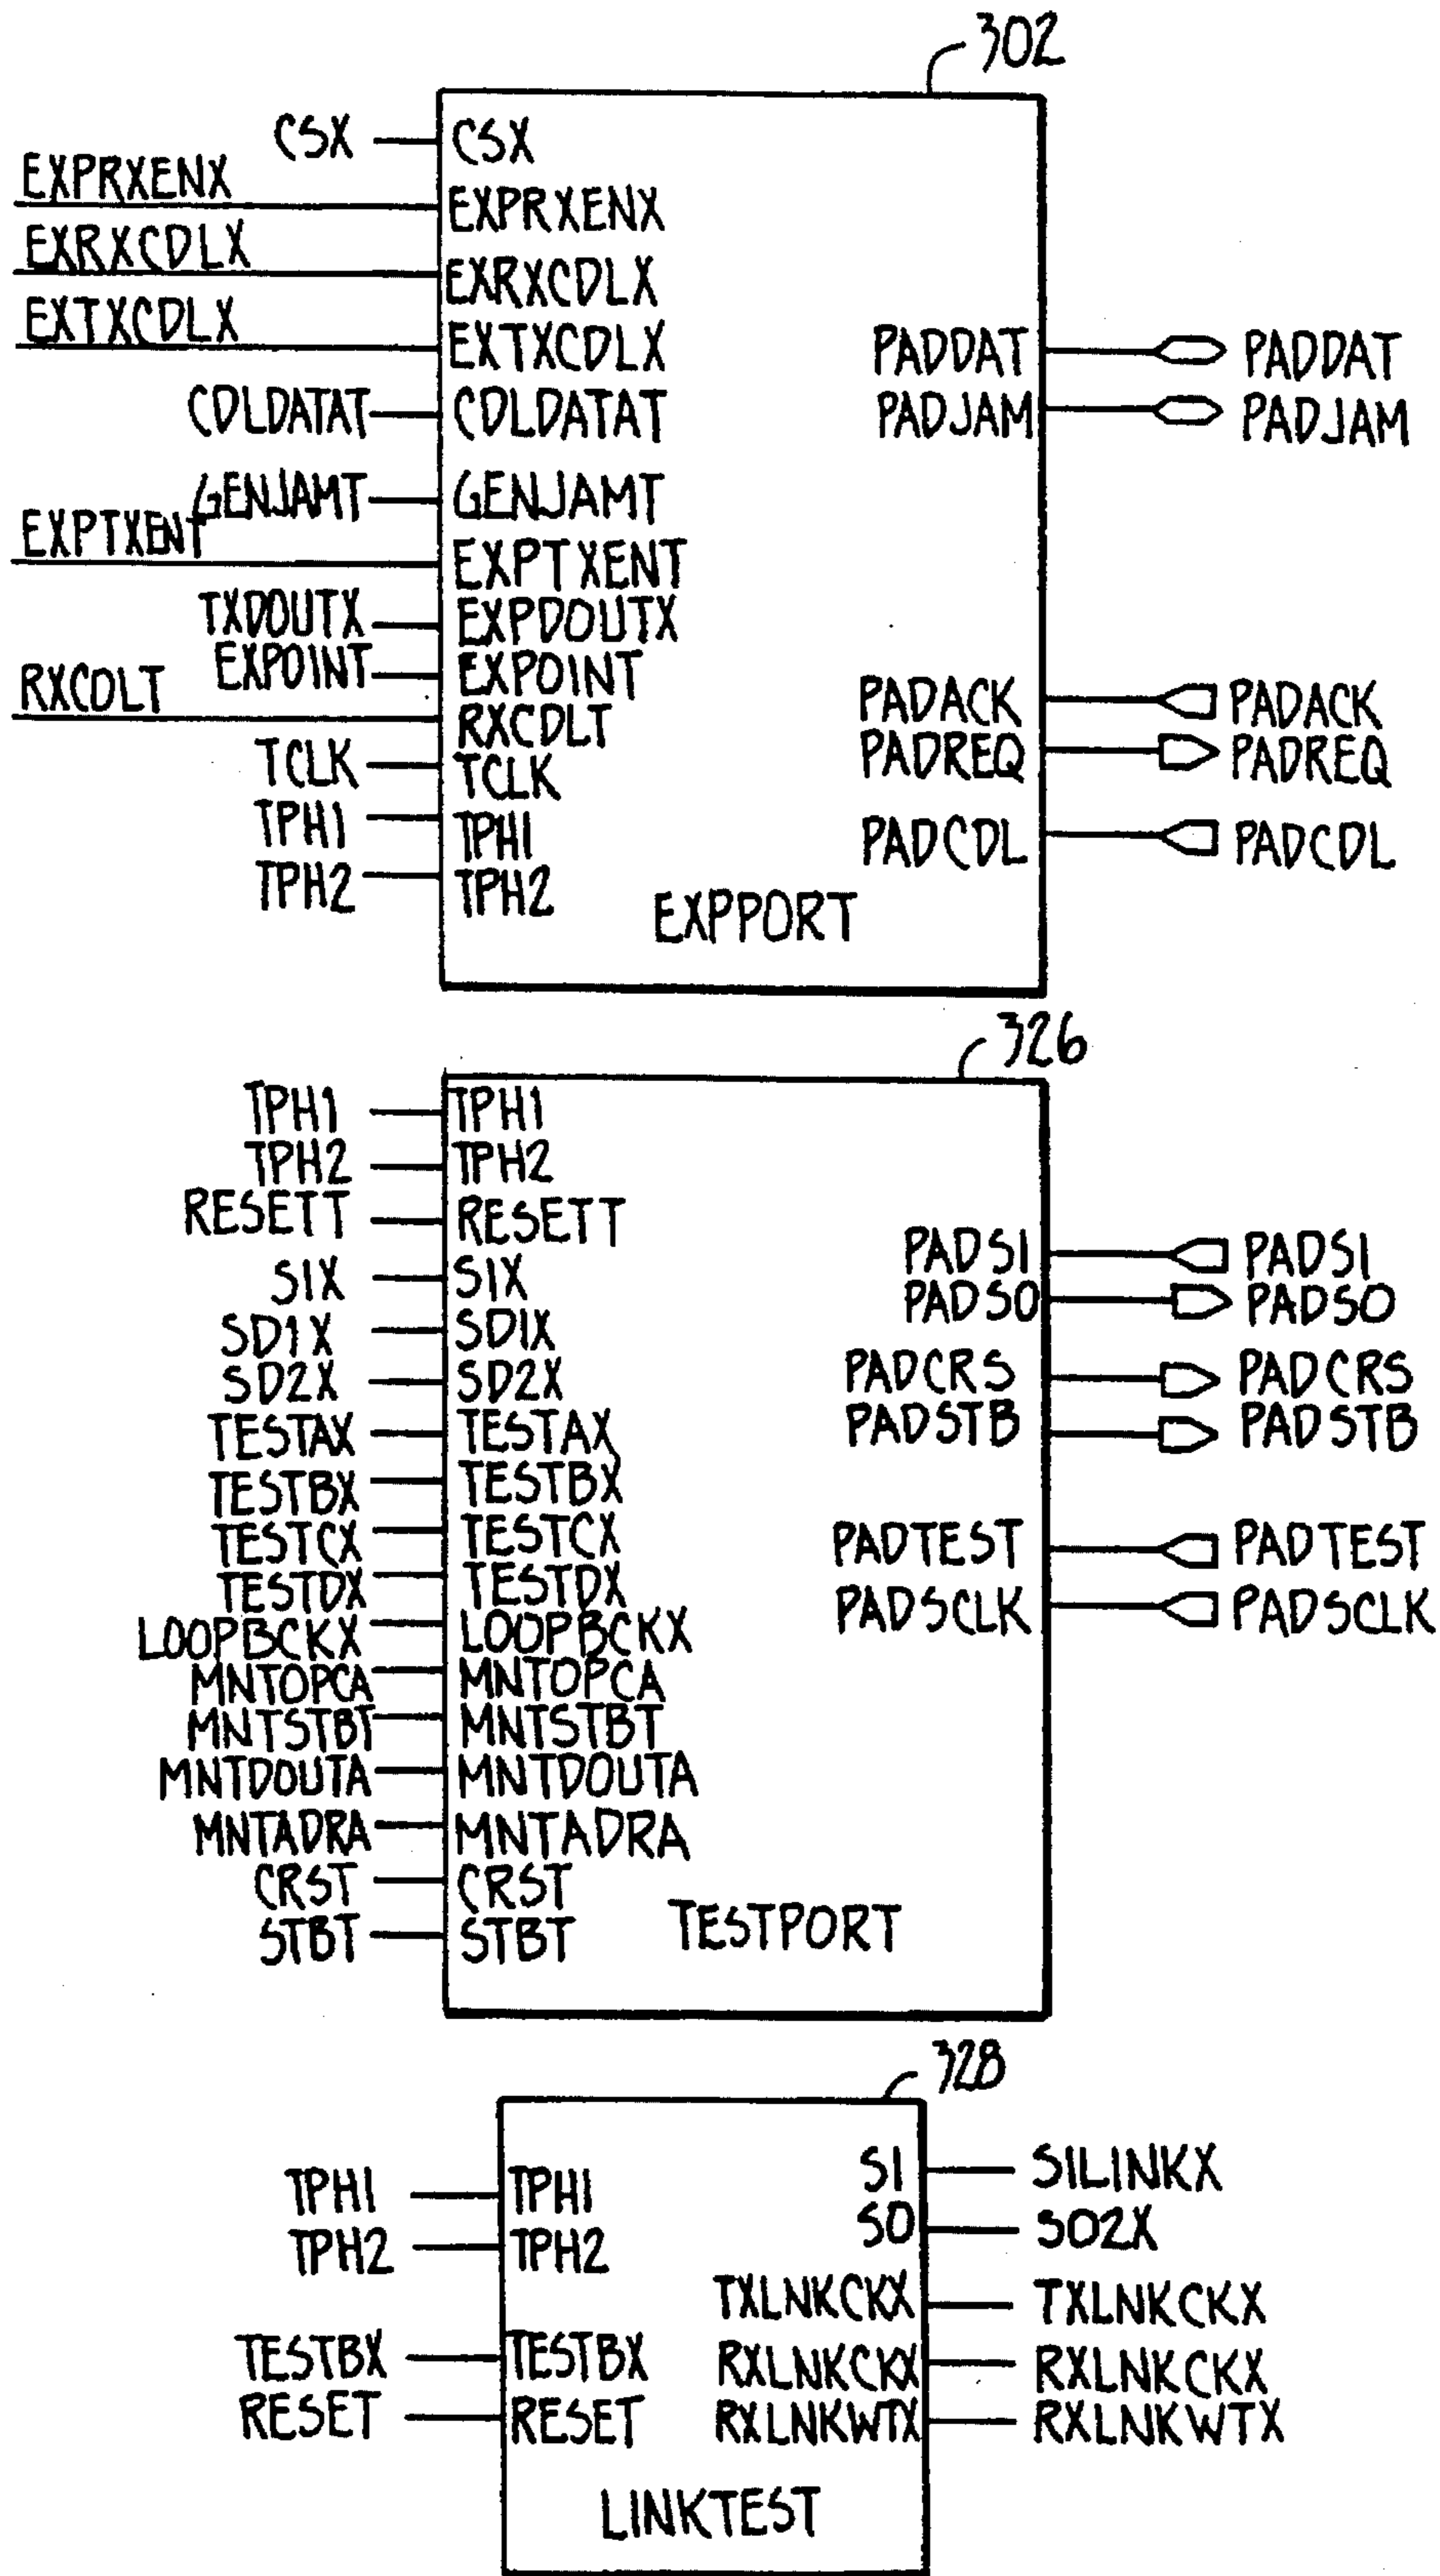 302
CSX CSX
EXPRXENX EXPRXENX
EXRXCDLX EXRXCDLX
EXTXCDLX EXTXCDLX PADDAT PADDAT
CDLDATAT CDLDATAT PADJAM PADJAM
GENJAMT GENJAMT
EXPTXENT EXPTXENT
TXDOUTX EXPDOUTX
EXPOINT EXPOINT
RXCDLT RXCDLT PADACK PADACK
TCLK TCLK PADREQ PADREQ
TPH1 TPH1 PADCDL PADCDL
TPH2 TPH2
EXPPORT
326
TPH1 TPH1
TPH2 TPH2
RESETT RESETT
SIX SIX PADSI PADSI
SD1X SD1X PADSO PADSO
SD2X SD2X PADCRS PADCRS
TESTAX TESTAX PADSTB PADSTB
TESTBX TESTBX
TESTCX TESTCX PADTEST PADTEST
TESTDX TESTDX PADSCLK PADSCLK
LOOPBCKX LOOPBCKX
MNTOPCA MNTOPCA
MNTSTBT MNTSTBT
MNTDOUTA MNTDOUTA
MNTADRA MNTADRA
CRST CRST
STBT STBT
TESTPORT
328
SI SILINKX
TPH1 TPH1
SO SO2X
TPH2 TPH2
TXLNKCKX TXLNKCKX
TESTBX TESTBX RXLNKCKX RXLNKCKX
RESET RESET RXLNKWTX RXLNKWTX
LINKTEST